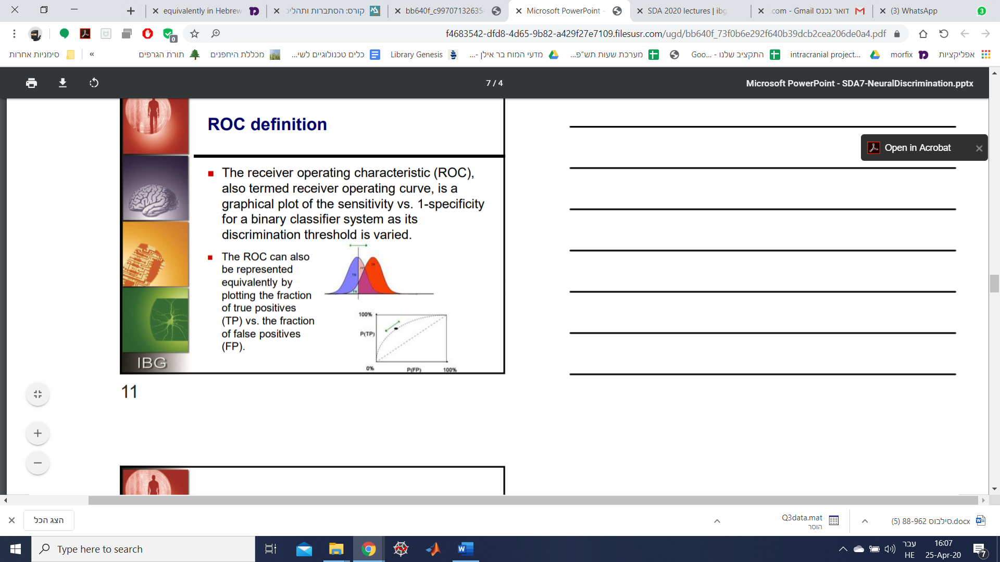 equivalently in Hebrew
קורס: הסתברות ותהליכ
bb640f_c99707132635
Microsoft PowerPoint -
SDA 2020 lectures | ibg
.com - Gmail דואר נכנס
(3) WhatsApp
3
0
f4683542-dfd8-4d65-9b82-a429f27e7109.filesusr.com/ugd/bb640f_73f0b6e292f640b39dcb2cea206de0a4.pdf
סימניות אחרות
«
תורת הגרפים
מכללת היחפנים
כלים טכנולוגיים לשי...
Library Genesis
מדעי המוח בר אילן -...
מערכת שעות תש"פ...
התקציב שלנו - Goo...
intracranial project...
morfix
אפליקציות
7 / 4
Microsoft PowerPoint - SDA7-NeuralDiscrimination.pptx
ROC definition
Open in Acrobat
The receiver operating characteristic (ROC),
also termed receiver operating curve, is a
graphical plot of the sensitivity vs. 1-specificity
for a binary classifier system as its
discrimination threshold is varied.
The ROC can also
be represented
equivalently by
plotting the fraction
of true positives
(TP) vs. the fraction
of false positives
(FP).
TN
FP
TP
FN
100%
P(TP)
0%
P(FP)
100%
IBG
11
הצג הכל
Q3data.mat
הוסר
סילבוס 88-962 (5).docx
Type here to search
עבר
HE
16:07
25-Apr-20
7